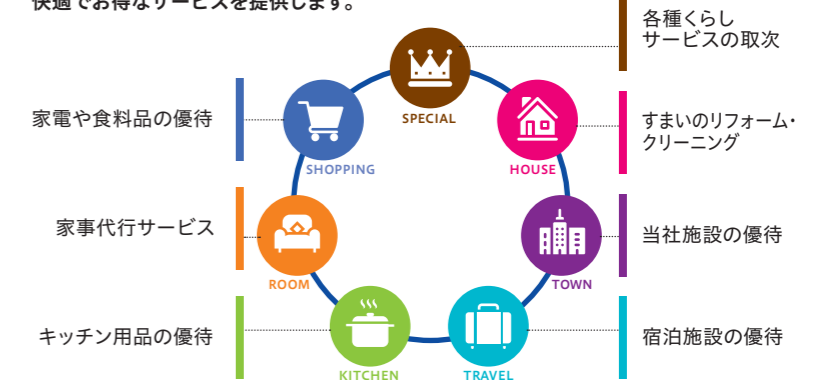 快適でお得なサービスを提供します。
各種くらし
サービスの取次
SPECIAL
家電や食料品の優待
SHOPPING
すまいのリフォーム・
クリーニング
HOUSE
家事代行サービス
ROOM
当社施設の優待
TOWN
キッチン用品の優待
KITCHEN
宿泊施設の優待
TRAVEL